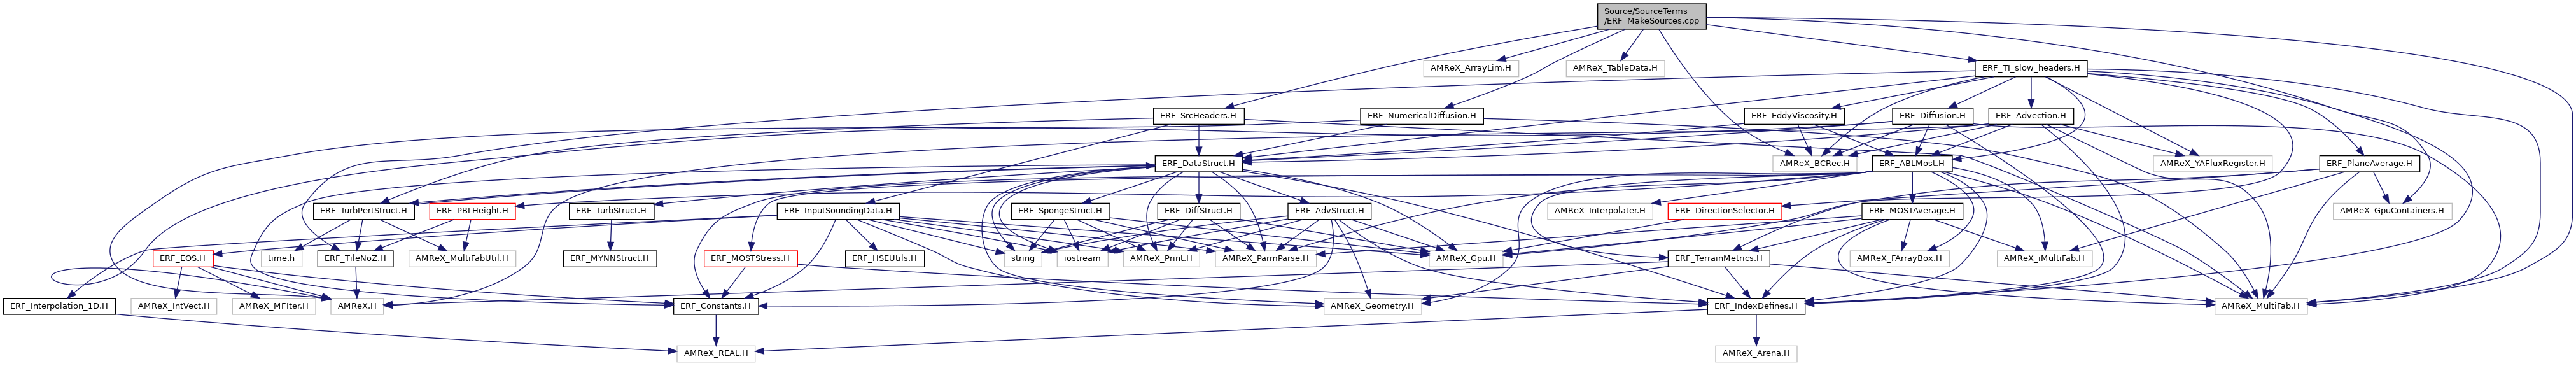 Source/SourceTerms
/ERF_MakeSources.cpp
AMReX_ArrayLim.H
AMReX_TableData.H
ERF_TI_slow_headers.H
ERF_SrcHeaders.H
ERF_NumericalDiffusion.H
ERF_EddyViscosity.H
ERF_Diffusion.H
ERF_Advection.H
ERF_DataStruct.H
AMReX_BCRec.H
ERF_ABLMost.H
AMReX_YAFluxRegister.H
ERF_PlaneAverage.H
ERF_TurbPertStruct.H
ERF_PBLHeight.H
ERF_TurbStruct.H
ERF_InputSoundingData.H
ERF_SpongeStruct.H
ERF_DiffStruct.H
ERF_AdvStruct.H
AMReX_Interpolater.H
ERF_DirectionSelector.H
ERF_MOSTAverage.H
AMReX_GpuContainers.H
ERF_EOS.H
time.h
ERF_TileNoZ.H
AMReX_MultiFabUtil.H
ERF_MYNNStruct.H
ERF_MOSTStress.H
ERF_HSEUtils.H
string
iostream
AMReX_Print.H
AMReX_ParmParse.H
AMReX_Gpu.H
ERF_TerrainMetrics.H
AMReX_FArrayBox.H
AMReX_iMultiFab.H
ERF_Interpolation_1D.H
AMReX_IntVect.H
AMReX_MFIter.H
AMReX.H
ERF_Constants.H
AMReX_Geometry.H
ERF_IndexDefines.H
AMReX_MultiFab.H
AMReX_REAL.H
AMReX_Arena.H